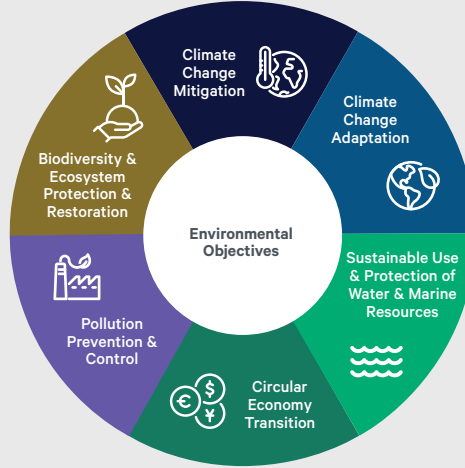 Climate
Change
Mitigation
Climate
Change
Adaptation
Sustainable Use
& Protection of
Water & Marine
Resources
€
$
¥
Circular
Economy
Transition
Pollution
Prevention &
Control
Biodiversity &
Ecosystem
Protection &
Restoration
Environmental
Objectives